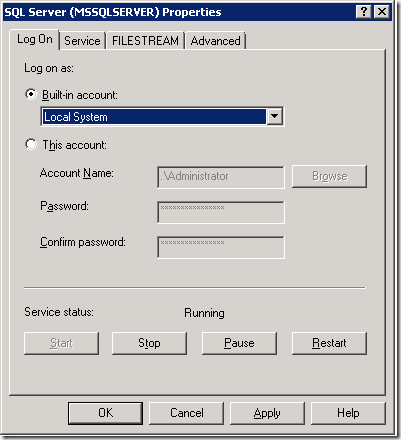 SQL Server (MSSQLSERVER) Properties
Log On Service FILESTREAM Advanced
Log on as:
Built-in account:
Local System
This account:
Account Name: .\Administrator Browse
Password: ***************
Confirm password: ***************
Service status: Running
Start Stop Pause Restart
OK Cancel Apply Help